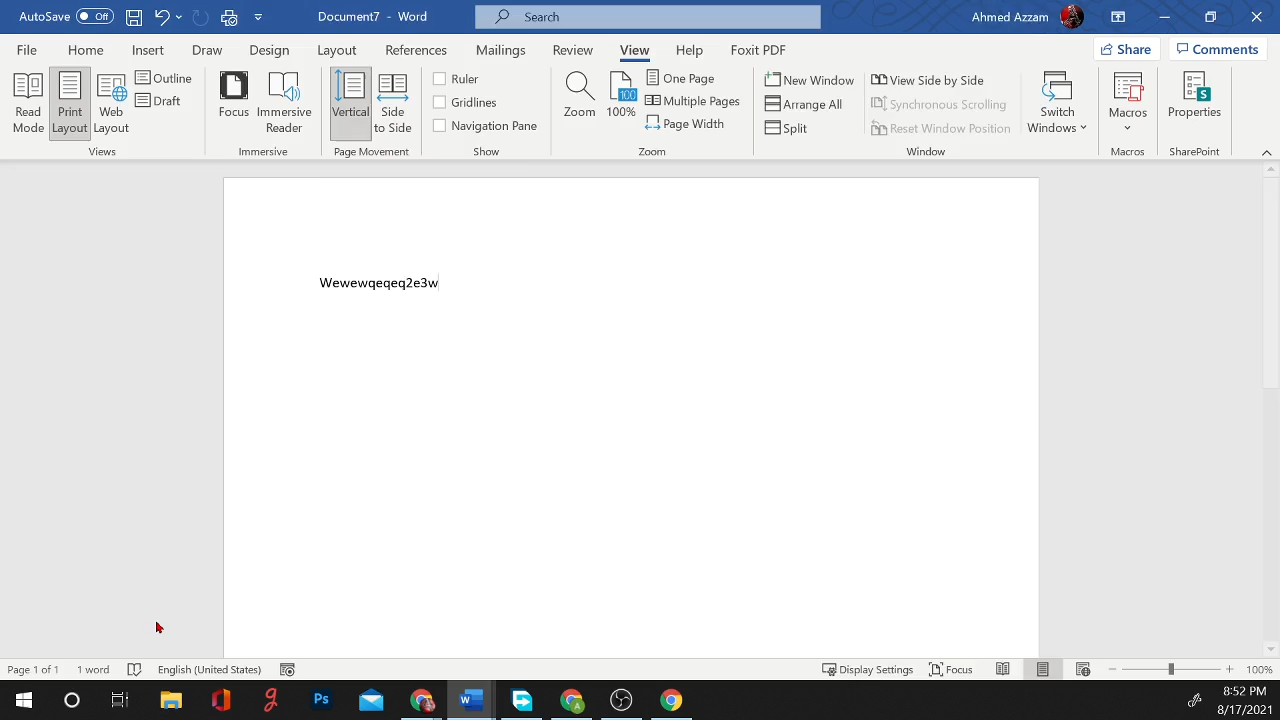 AutoSave Off Document7 - Word Search Ahmed Azzam
File Home Insert Draw Design Layout References Mailings Review View Help Foxit PDF Share Comments
Read Mode
Print Layout
Web Layout
Outline
Draft
Views
Focus
Immersive Reader
Immersive
Vertical
Side to Side
Page Movement
Ruler
Gridlines
Navigation Pane
Show
Zoom
100
100%
One Page
Multiple Pages
Page Width
Zoom
New Window
Arrange All
Split
View Side by Side
Synchronous Scrolling
Reset Window Position
Switch Windows
Window
Macros
Macros
S
Properties
SharePoint
Wewewqeqeq2e3w
Page 1 of 1 1 word English (United States) Display Settings Focus 100%
Ps W A
8:52 PM
8/17/2021